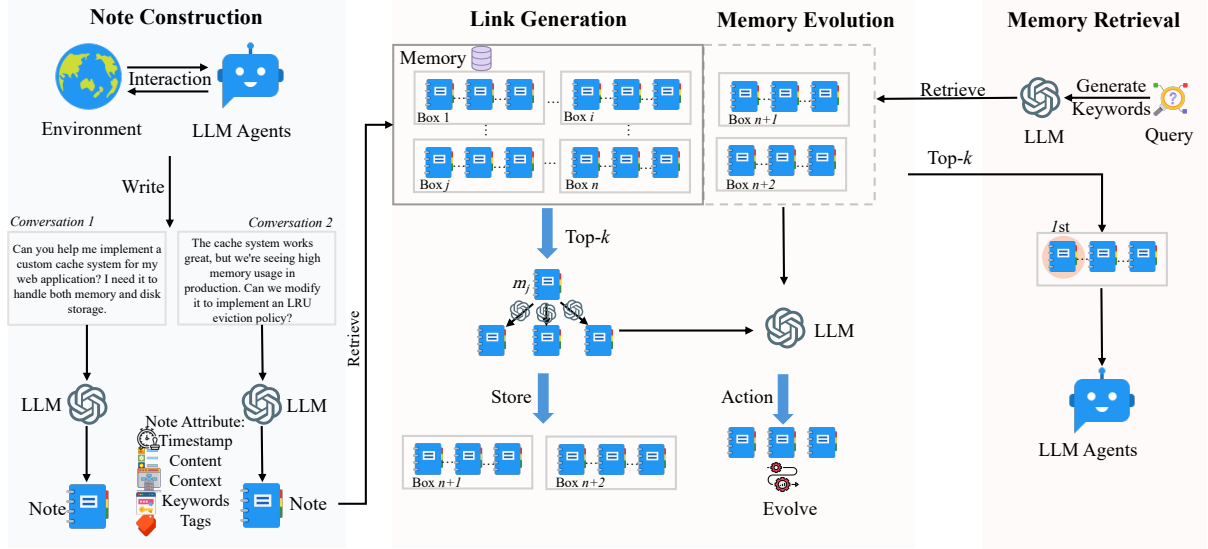 Note Construction
Interaction
Environment
LLM Agents
Write
Conversation 1
Can you help me implement a
custom cache system for my
web application? I need it to
handle both memory and disk
storage.
Conversation 2
The cache system works
great, but we're seeing high
memory usage in
production. Can we modify
it to implement an LRU
eviction policy?
LLM
LLM
Note Attribute:
Timestamp
Content
Context
Keywords
Tags
Note
Note
Retrieve
Link Generation
Memory
Box 1
...
Box i
Box j
...
Box n
Top-k
mj
Store
Box n+1
Box n+2
Memory Evolution
Box n+1
Box n+2
LLM
Action
Evolve
Memory Retrieval
Retrieve
Generate
Keywords
LLM
Query
Top-k
1st
LLM Agents